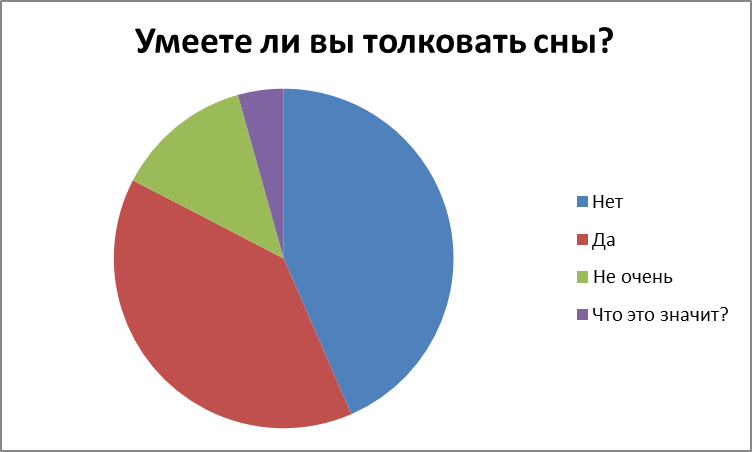 Умеете ли вы толковать сны?
Нет
Да
Не очень
Что это значит?